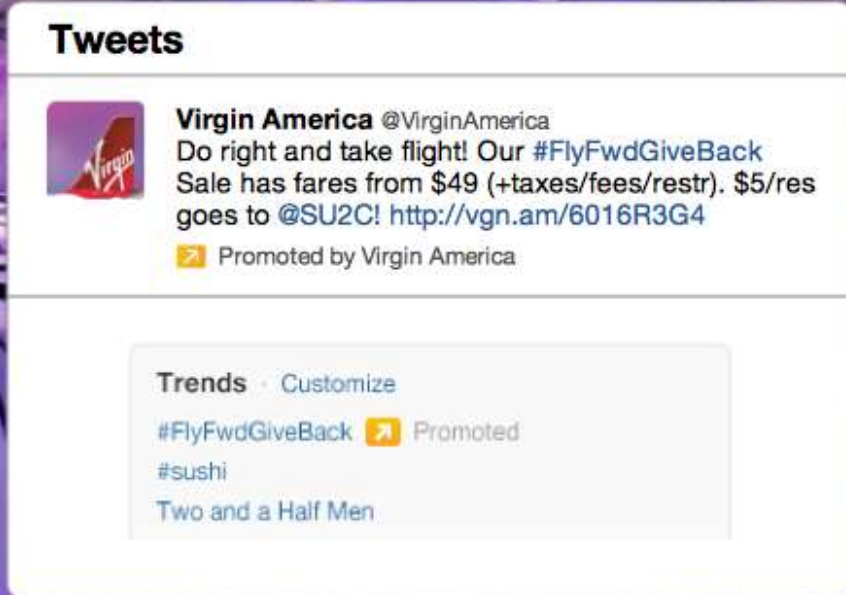 Tweets
Virgin
Virgin America @VirginAmerica
Do right and take flight! Our #FlyFwdGiveBack
Sale has fares from $49 (+taxes/fees/restr). $5/res
goes to @SU2C! http://vgn.am/6016R3G4
Promoted by Virgin America
Trends · Customize
#FlyFwdGiveBack Promoted
#sushi
Two and a Half Men